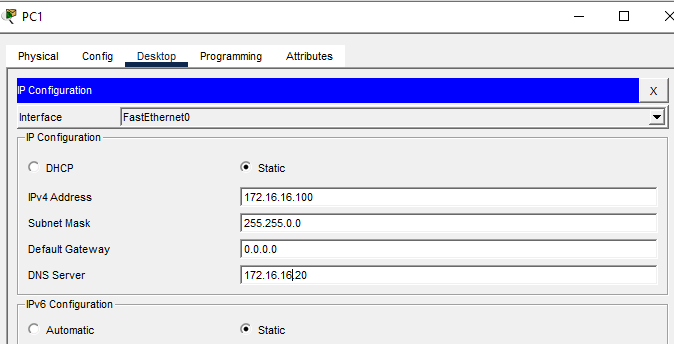 PC1
Physical Config Desktop Programming Attributes
IP Configuration X
Interface FastEthernet0
IP Configuration
DHCP Static
IPv4 Address 172.16.16.100
Subnet Mask 255.255.0.0
Default Gateway 0.0.0.0
DNS Server 172.16.16.20
IPv6 Configuration
Automatic Static